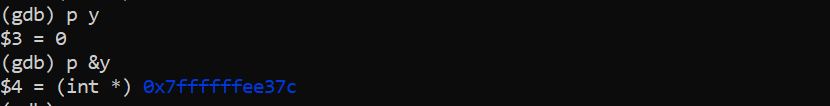 (gdb) p y
$3 = 0
(gdb) p &y
$4 = (int *) 0x7ffffffee37c